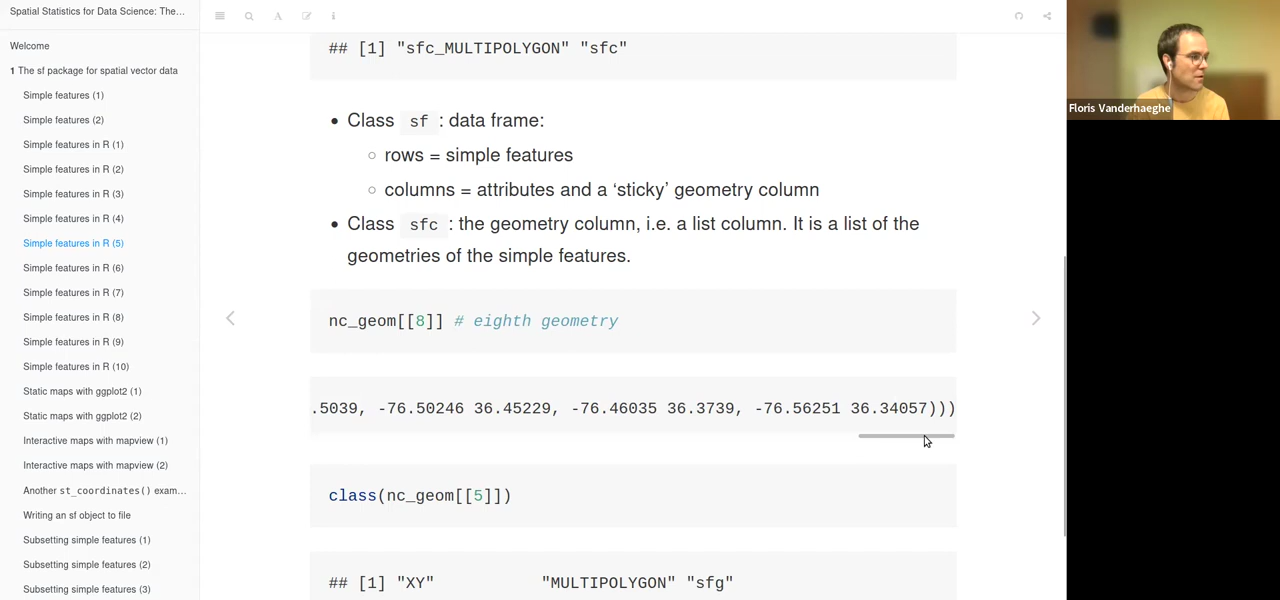 Spatial Statistics for Data Science: The...
Welcome
1 The sf package for spatial vector data
Simple features (1)
Simple features (2)
Simple features in R (1)
Simple features in R (2)
Simple features in R (3)
Simple features in R (4)
Simple features in R (5)
Simple features in R (6)
Simple features in R (7)
Simple features in R (8)
Simple features in R (9)
Simple features in R (10)
Static maps with ggplot2 (1)
Static maps with ggplot2 (2)
Interactive maps with mapview (1)
Interactive maps with mapview (2)
Another st_coordinates() exam...
Writing an sf object to file
Subsetting simple features (1)
Subsetting simple features (2)
Subsetting simple features (3)
## [1] "sfc_MULTIPOLYGON" "sfc"
• Class sf : data frame:
○ rows = simple features
○ columns = attributes and a ‘sticky’ geometry column
• Class sfc : the geometry column, i.e. a list column. It is a list of the
geometries of the simple features.
nc_geom[[8]] # eighth geometry
.5039, -76.50246 36.45229, -76.46035 36.3739, -76.56251 36.34057)))
class(nc_geom[[5]])
## [1] "XY" "MULTIPOLYGON" "sfg"
Floris Vanderhaeghe